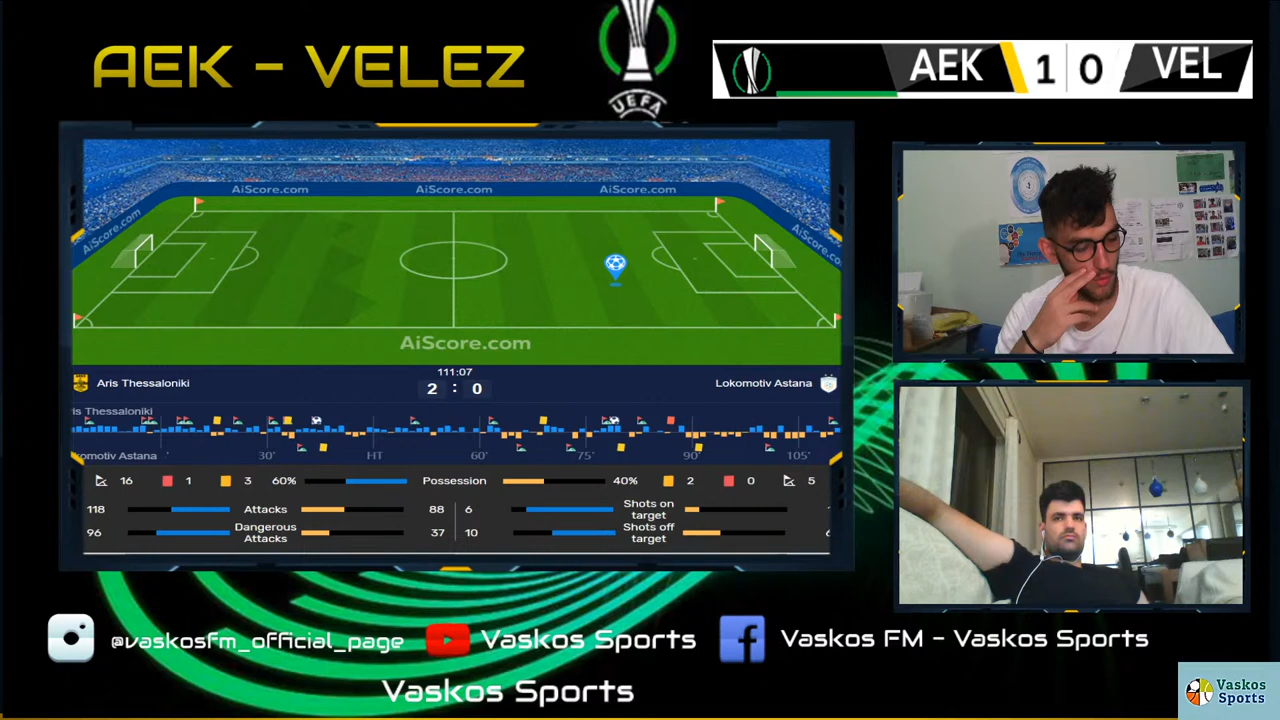 AEK - VELEZ
UEFA
AEK 1 0 VEL
AiScore.com AiScore.com AiScore.com
AiScore.com
AiScore.co
AiScore.com
111:07
Aris Thessaloniki 2 : 0 Lokomotiv Astana
is Thessaloniki
komotiv Astana ' 30' HT 60' 75' 90' 105'
16 1 3 60% Possession 40% 2 0 5
118 Attacks 88 6 Shots on target
96 Dangerous Attacks 37 10 Shots off target
@vaskosfm_official_page Vaskos Sports Vaskos FM - Vaskos Sports
Vaskos Sports
Vaskos
Sports